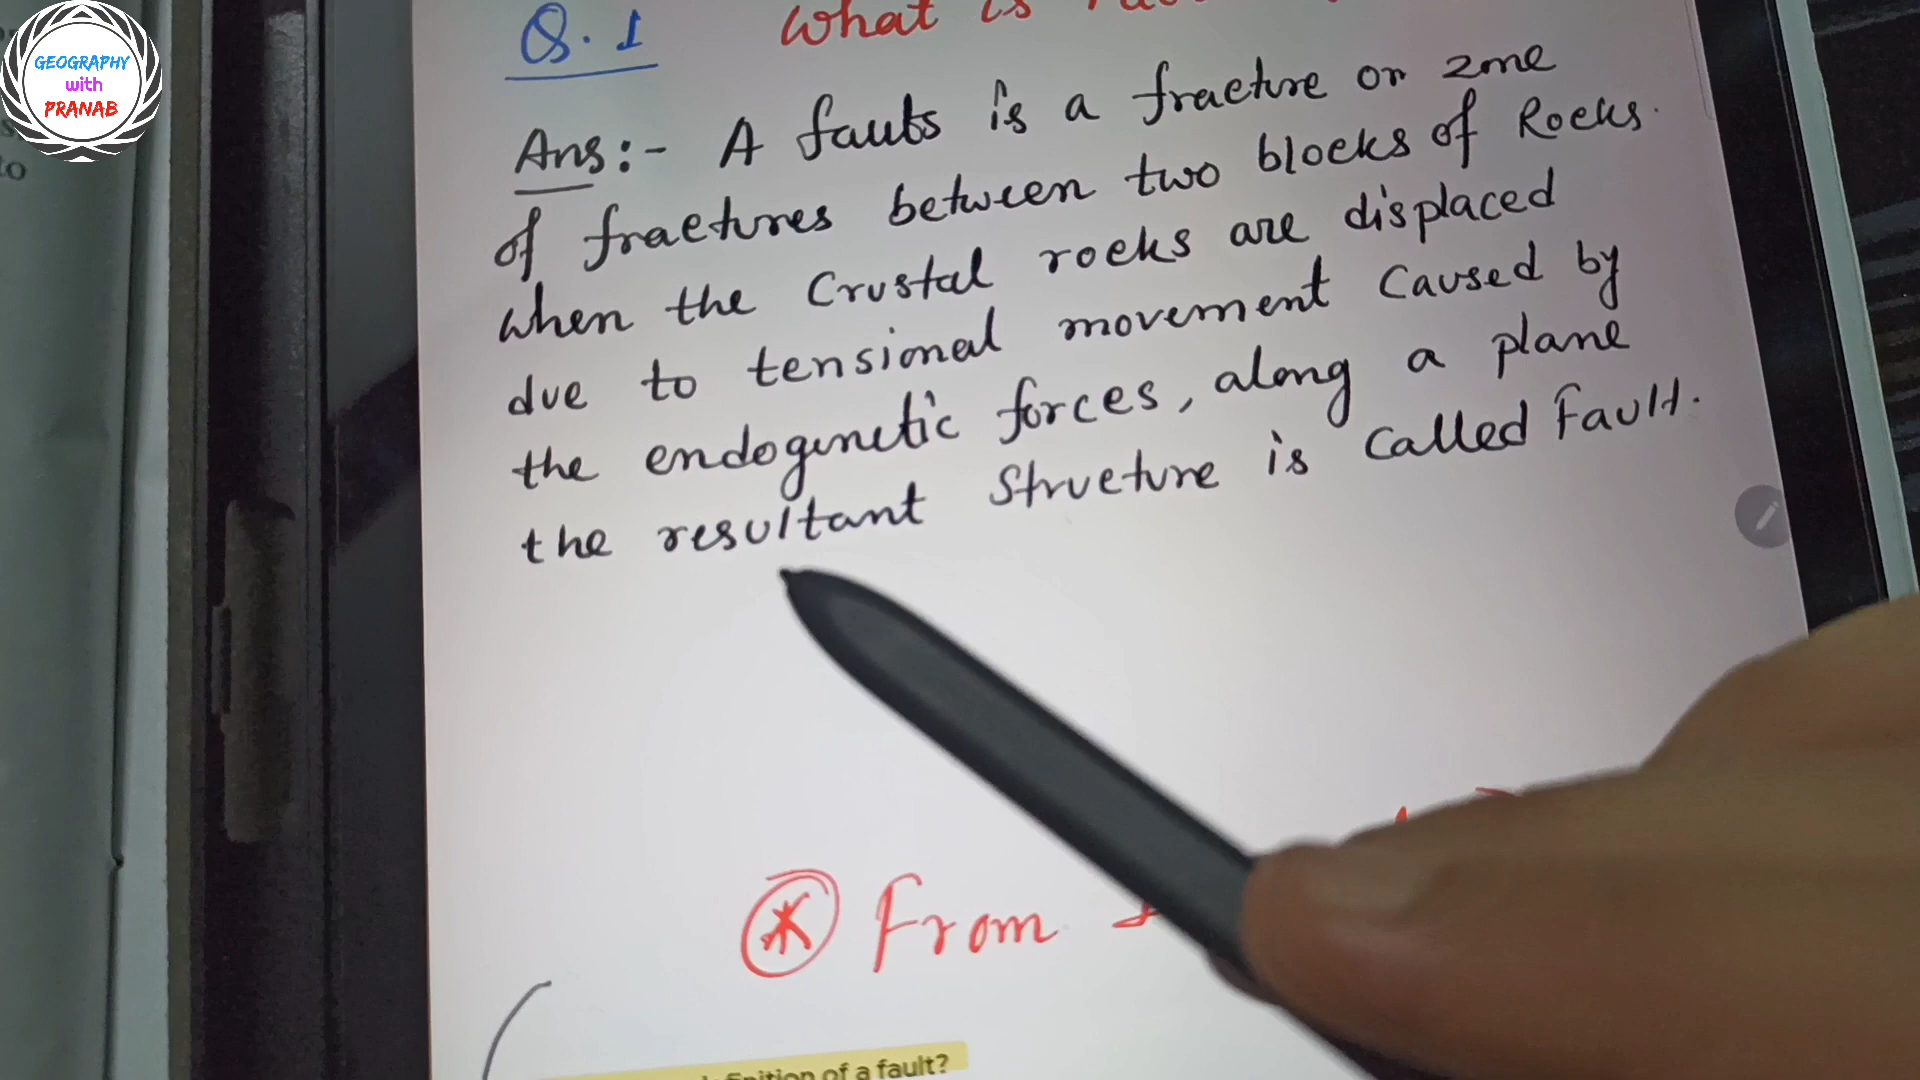 GEOGRAPHY
with
PRANAB
to
Q.1 What is
Ans:- A faults is a fracture or zone
of fractures between two blocks of Rocks.
when the Crustal rocks are displaced
due to tensional movement Caused by
the endogenetic forces, along a plane
the resultant Structure is Called Fault.
* From
of a fault?